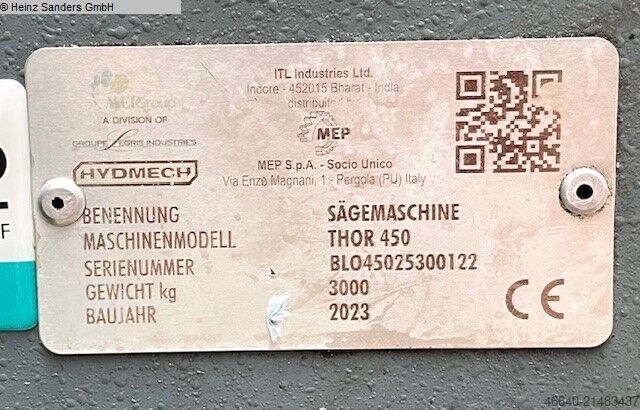 © Heinz Sanders GmbH
MEPgroup
A DIVISION OF
GROUPE LEGRIS INDUSTRIES
HYDMECH
ITL Industries Ltd.
Indore - 452015 Bharat - India
distributed
MEP
MEP S.p.A. - Socio Unico
Via Enzo Magnani, 1 - Pergola (PU) Italy
BENENNUNG SÄGEMASCHINE
MASCHINENMODELL THOR 450
SERIENUMMER BLO45025300122
GEWICHT kg 3000
BAUJAHR 2023
CE
F
46640-21483437